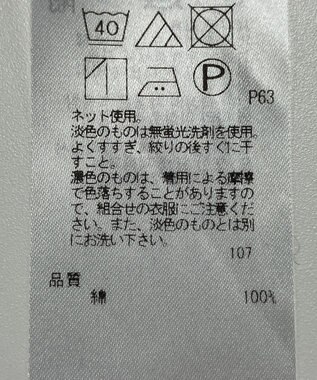 40
P
P63
ネット使用。
淡色のものは無蛍光洗剤を使用。
よくすすぎ、絞りの後すぐに干
すこと。
濃色のものは、着用による摩擦
で色落ちすることがありますの
で、組合せの衣服にご注意くだ
さい。また、淡色のものとは別
にお洗い下さい。
107
品質
綿 100%